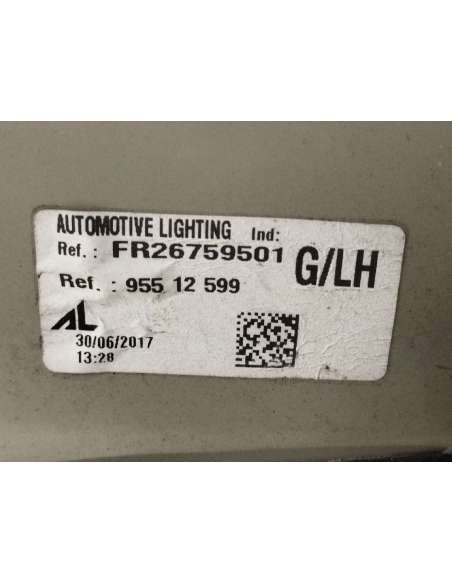 AUTOMOTIVE LIGHTING Ind:
Ref. : FR26759501 G/LH
Ref. : 955 12 599
AL
30/06/2017
13:28